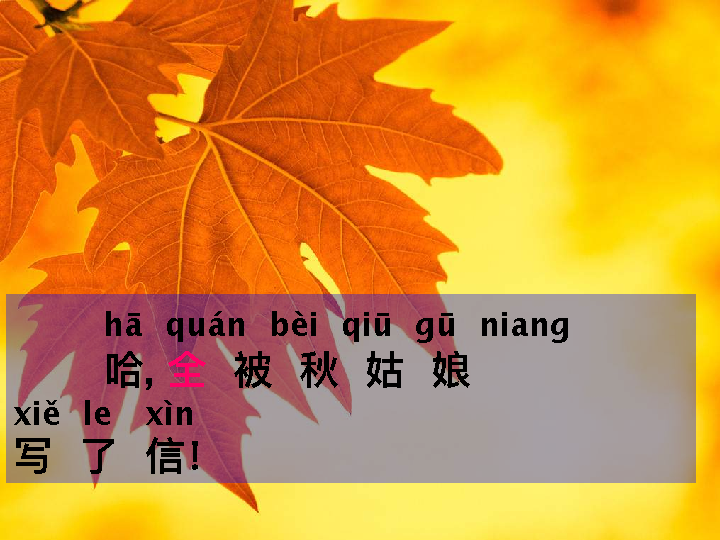 hā quán bèi qiū gū niang
哈, 全 被 秋 姑 娘
xiě le xìn
写 了 信!